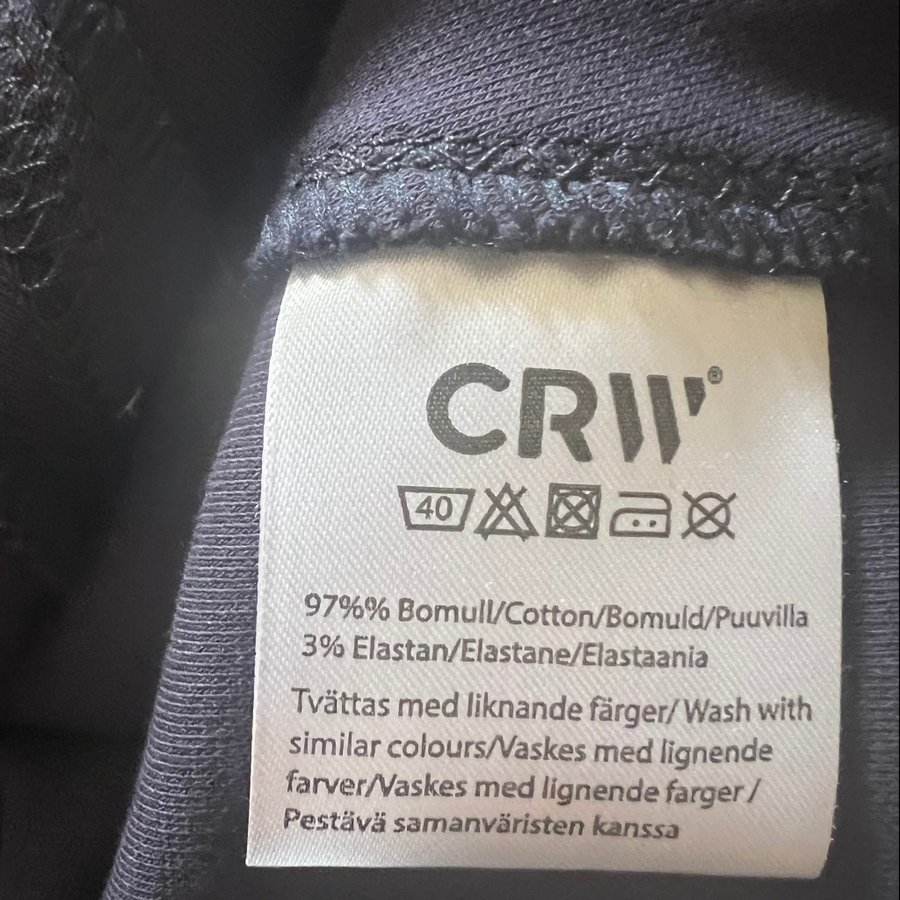 CRW®
40
97%% Bomull/Cotton/Bomuld/Puuvilla
3% Elastan/Elastane/Elastaania
Tvättas med liknande färger/ Wash with
similar colours/Vaskes med lignende
farver/Vaskes med lignende farger/
Pestävä samanväristen kanssa